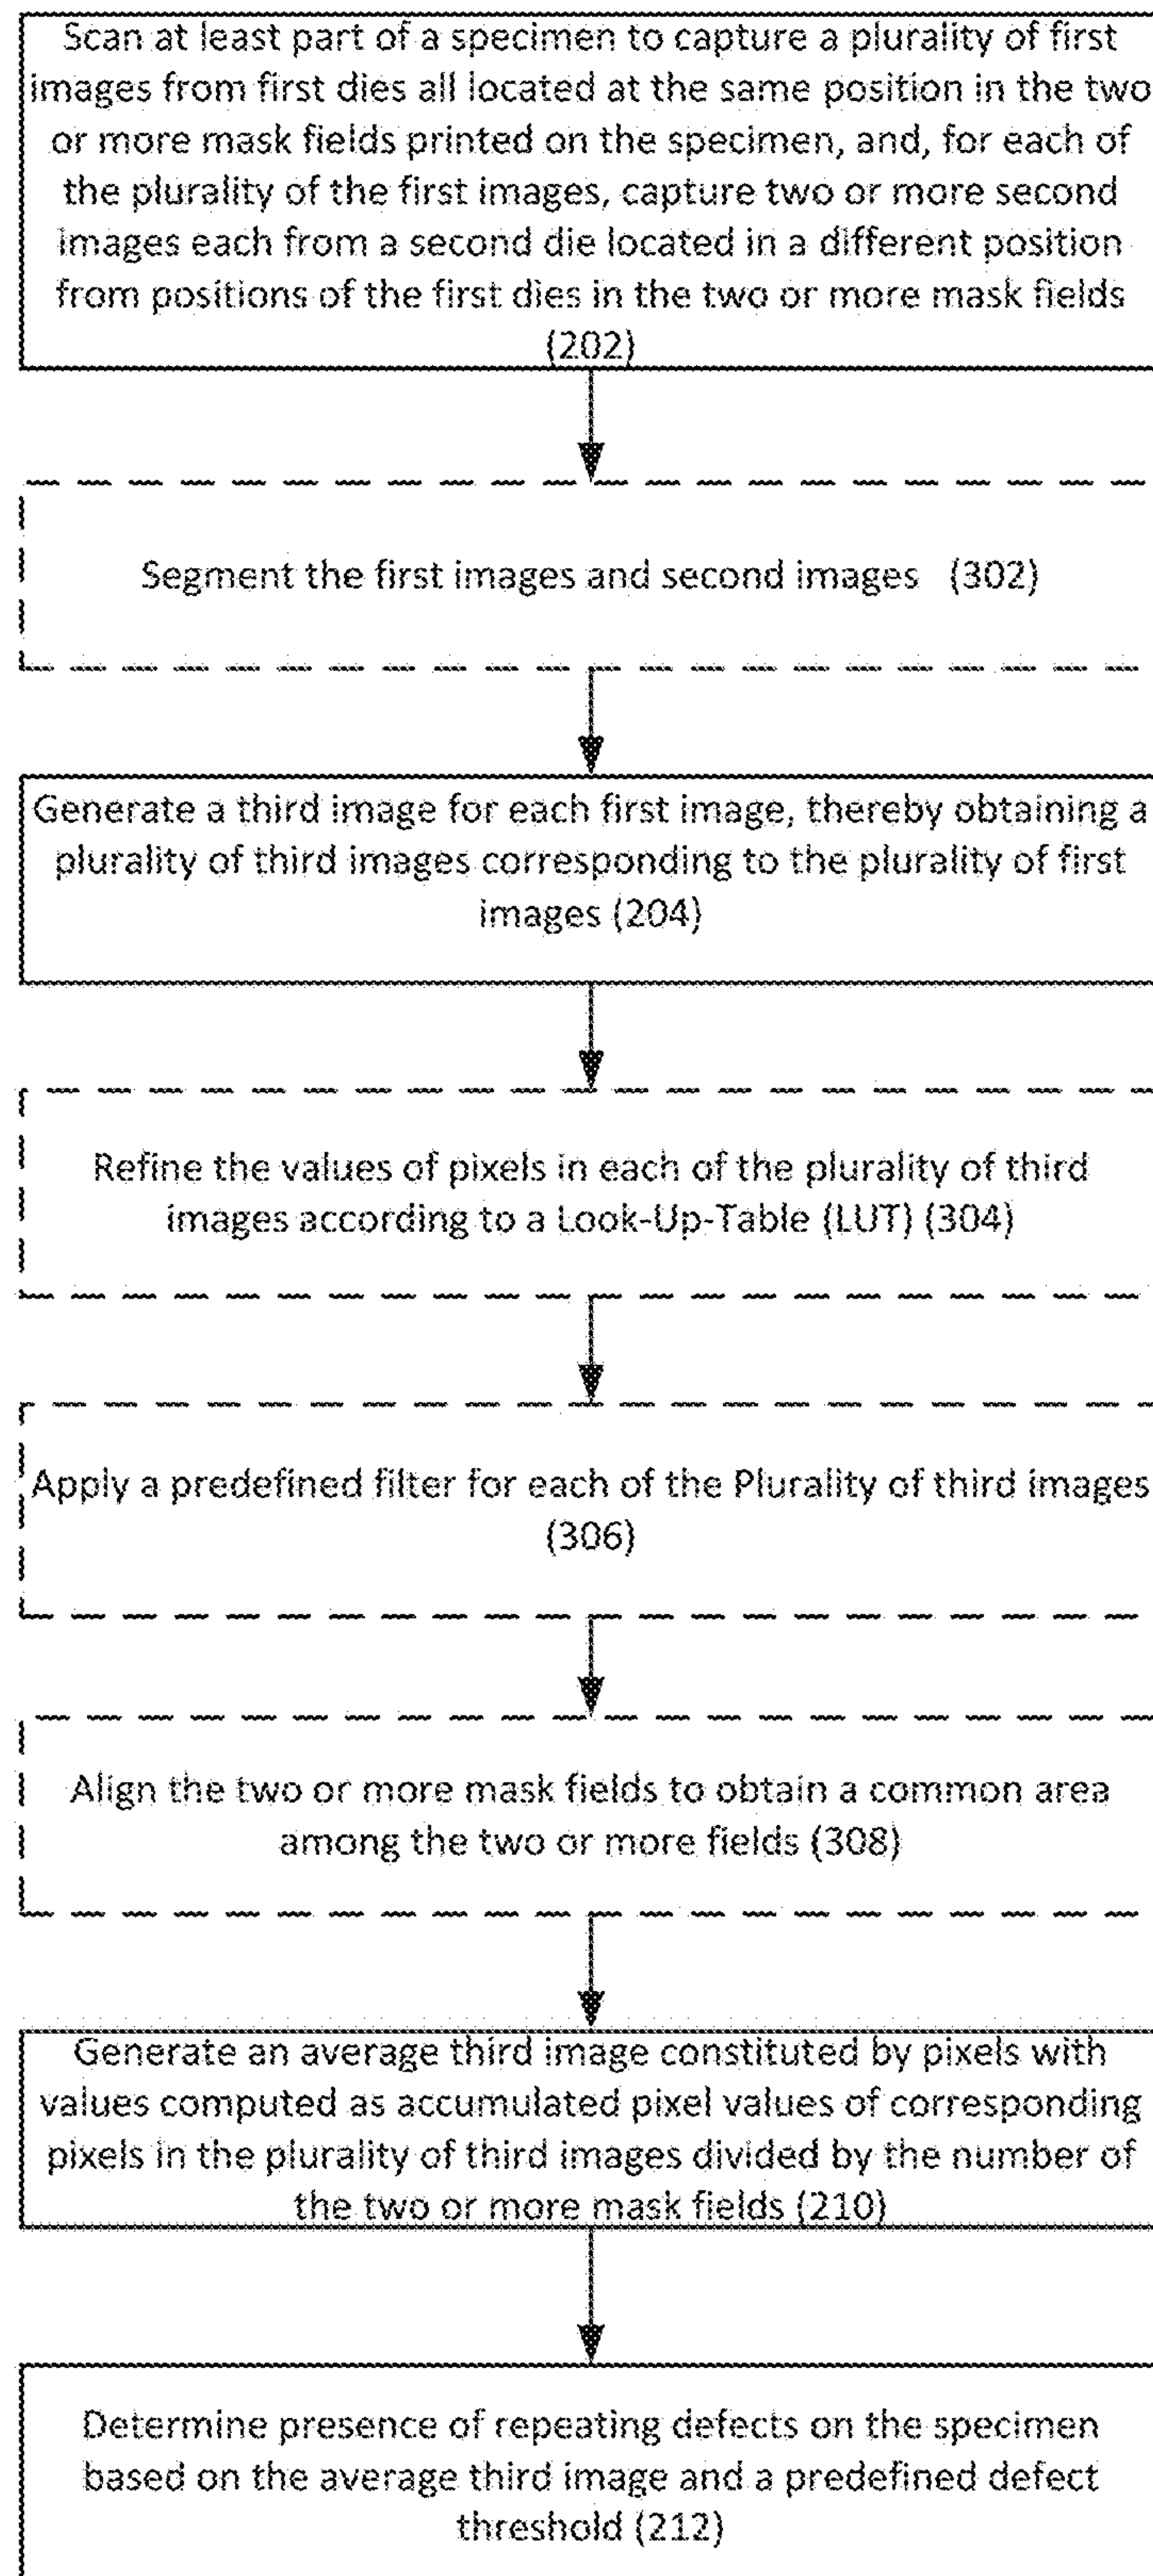 Scan at least part of a specimen to capture a plurality of first
images from first dies all located at the same position in the two
or more mask fields printed on the specimen, and, for each of
the plurality of the first images, capture two or more second
images each from a second die located in a different position
from positions of the first dies in the two or more mask fields
(202)
Segment the first images and second images (302)
Generate a third image for each first image, thereby obtaining a
plurality of third images corresponding to the plurality of first
images (204)
Refine the values of pixels in each of the plurality of third
images according to a Look-Up-Table (LUT) (304)
Apply a predefined filter for each of the Plurality of third images
(306)
Align the two or more mask fields to obtain a common area
among the two or more fields (308)
Generate an average third image constituted by pixels with
values computed as accumulated pixel values of corresponding
pixels in the plurality of third images divided by the number of
the two or more mask fields (210)
Determine presence of repeating defects on the specimen
based on the average third image and a predefined defect
threshold (212)